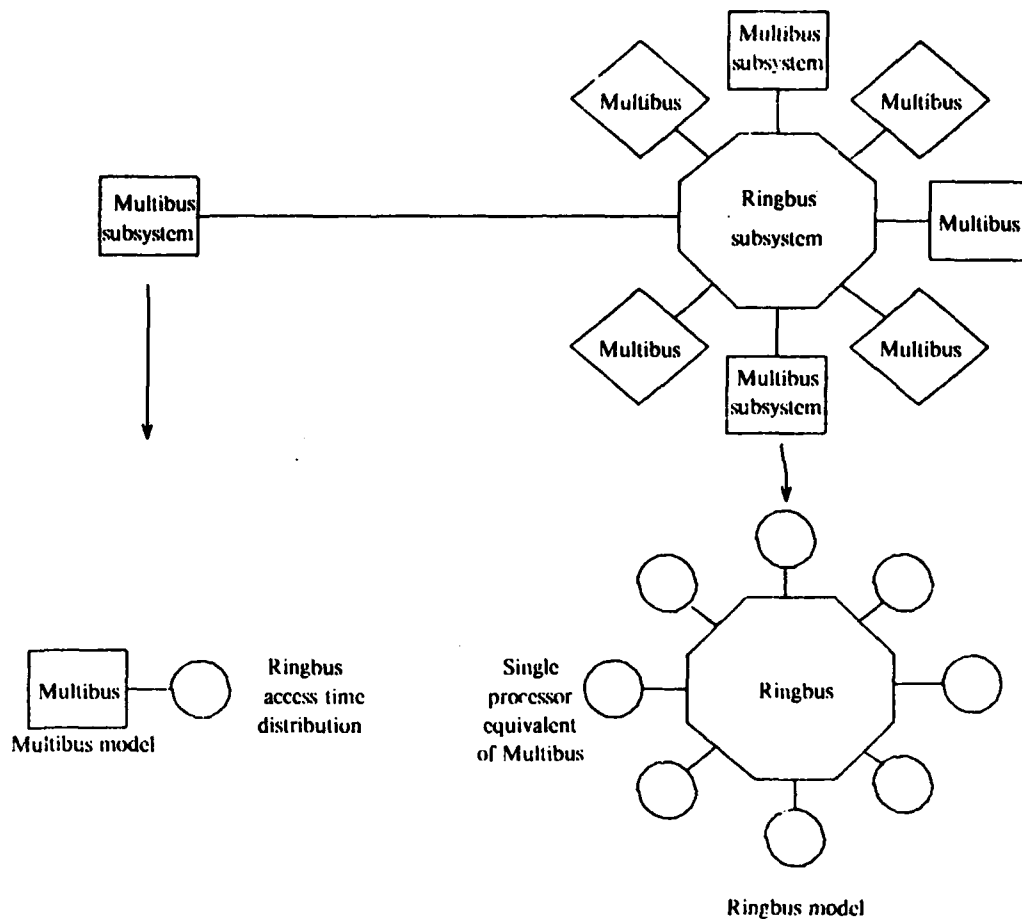 Multibus
subsystem
Multibus
Multibus
Multibus
subsystem
Ringbus
subsystem
Multibus
Multibus
Multibus
Multibus
subsystem
Multibus
Multibus model
Ringbus
access time
distribution
Single
processor
equivalent
of Multibus
Ringbus
Ringbus model